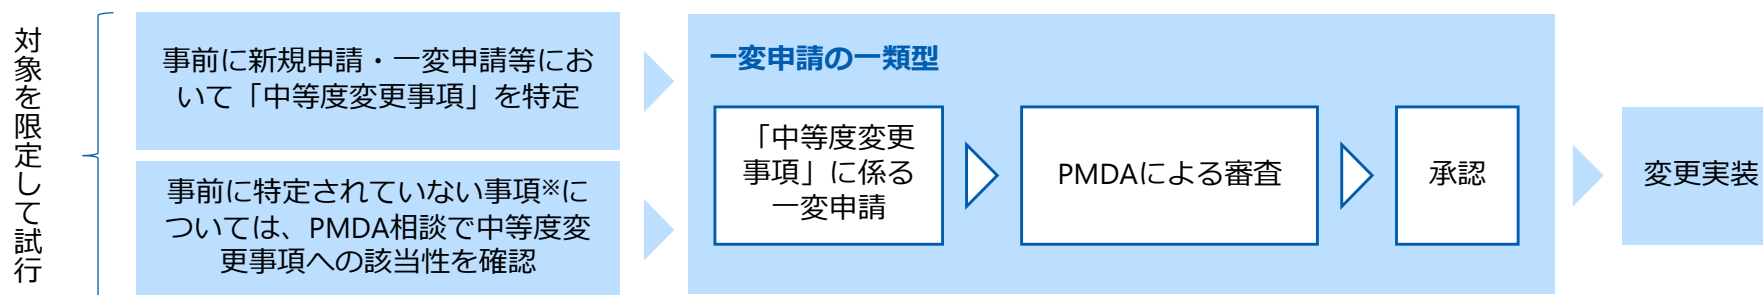 対象を限定して試行
事前に新規申請・一変申請等にお
いて「中等度変更事項」を特定
事前に特定されていない事項※に
ついては、PMDA相談で中等度変
更事項への該当性を確認
一変申請の一類型
「中等度変更
事項」に係る
一変申請
PMDAによる審査
承認
変更実装